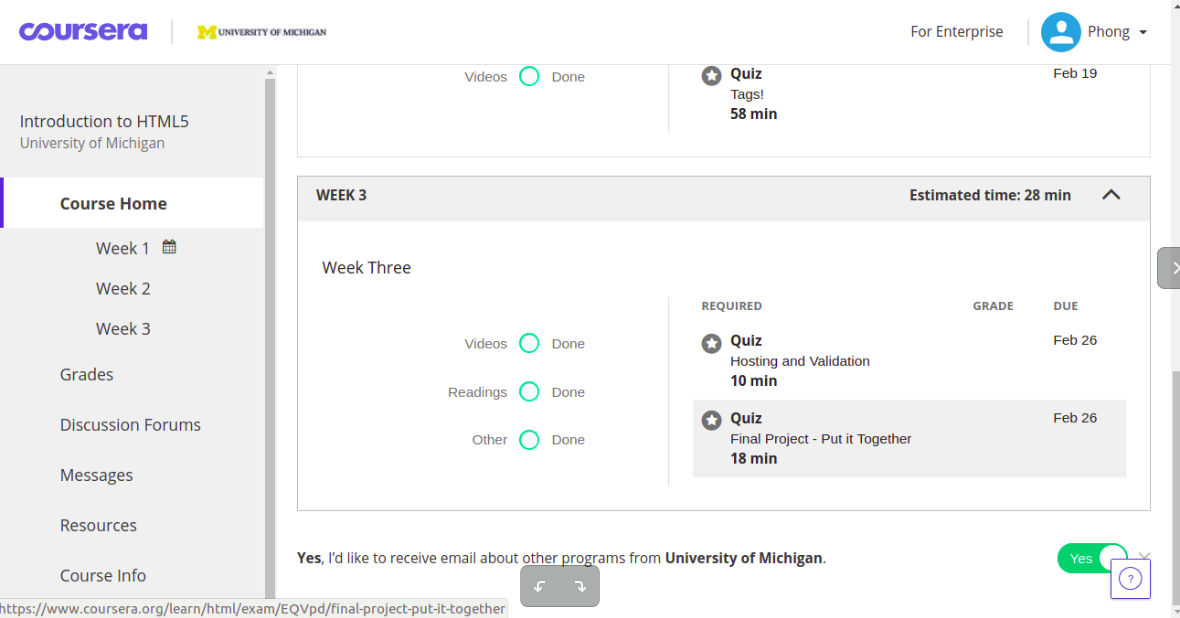 coursera
M UNIVERSITY OF MICHIGAN
For Enterprise
Phong
Introduction to HTML5
University of Michigan
Course Home
Week 1
Week 2
Week 3
Grades
Discussion Forums
Messages
Resources
Course Info
Videos Done
Quiz Feb 19
Tags!
58 min
WEEK 3 Estimated time: 28 min
Week Three
REQUIRED GRADE DUE
Videos Done
Readings Done
Other Done
Quiz Feb 26
Hosting and Validation
10 min
Quiz Feb 26
Final Project - Put it Together
18 min
Yes, I'd like to receive email about other programs from University of Michigan.
Yes
?
https://www.coursera.org/learn/html/exam/EQVpd/final-project-put-it-together